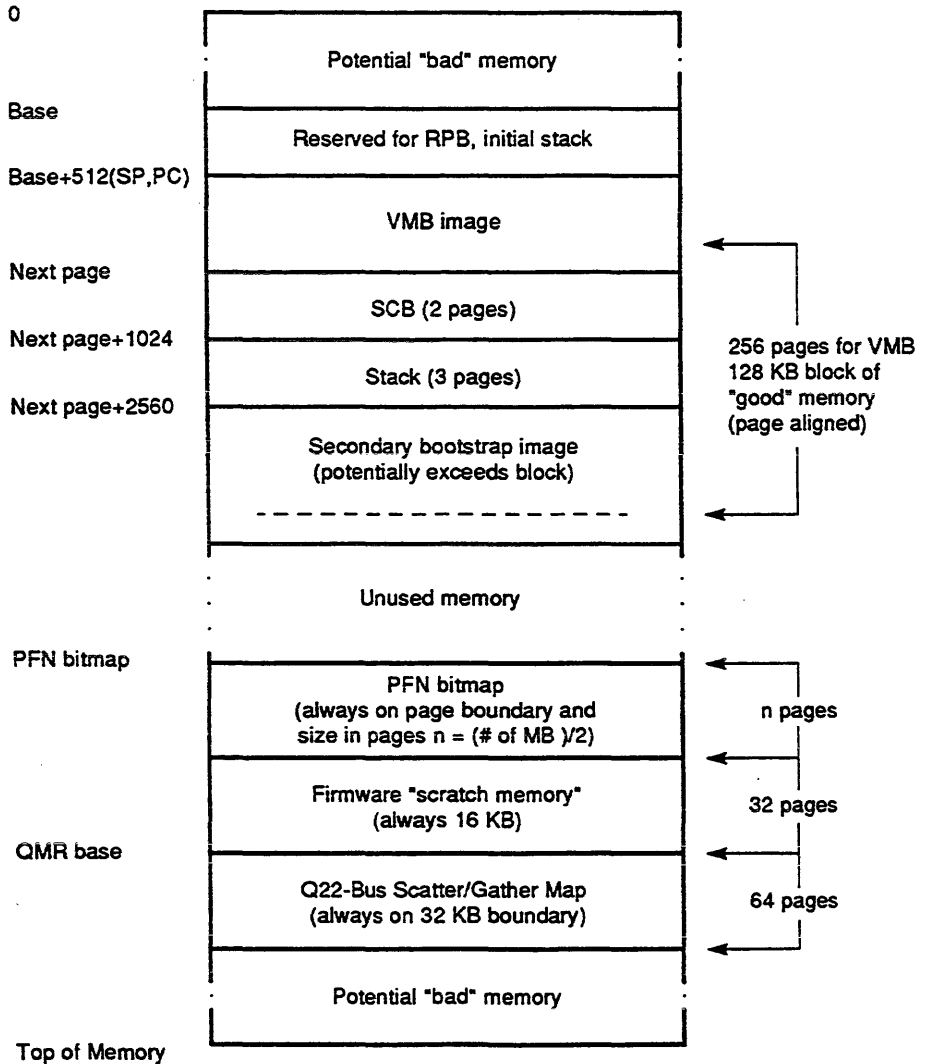 0
Potential "bad" memory
Base
Reserved for RPB, initial stack
Base+512(SP,PC)
VMB image
Next page
SCB (2 pages)
Next page+1024
Stack (3 pages)
Next page+2560
256 pages for VMB
128 KB block of
"good" memory
(page aligned)
Secondary bootstrap image
(potentially exceeds block)
Unused memory
PFN bitmap
PFN bitmap
(always on page boundary and
size in pages n = (# of MB )/2)
n pages
Firmware "scratch memory"
(always 16 KB)
32 pages
QMR base
Q22-Bus Scatter/Gather Map
(always on 32 KB boundary)
64 pages
Potential "bad" memory
Top of Memory